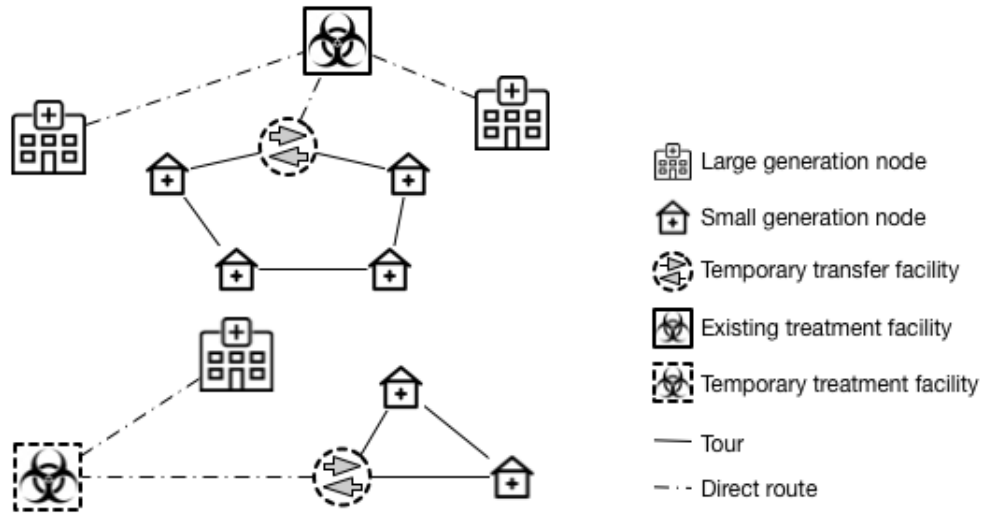 Large generation node
Small generation node
Temporary transfer facility
Existing treatment facility
Temporary treatment facility
Tour
Direct route